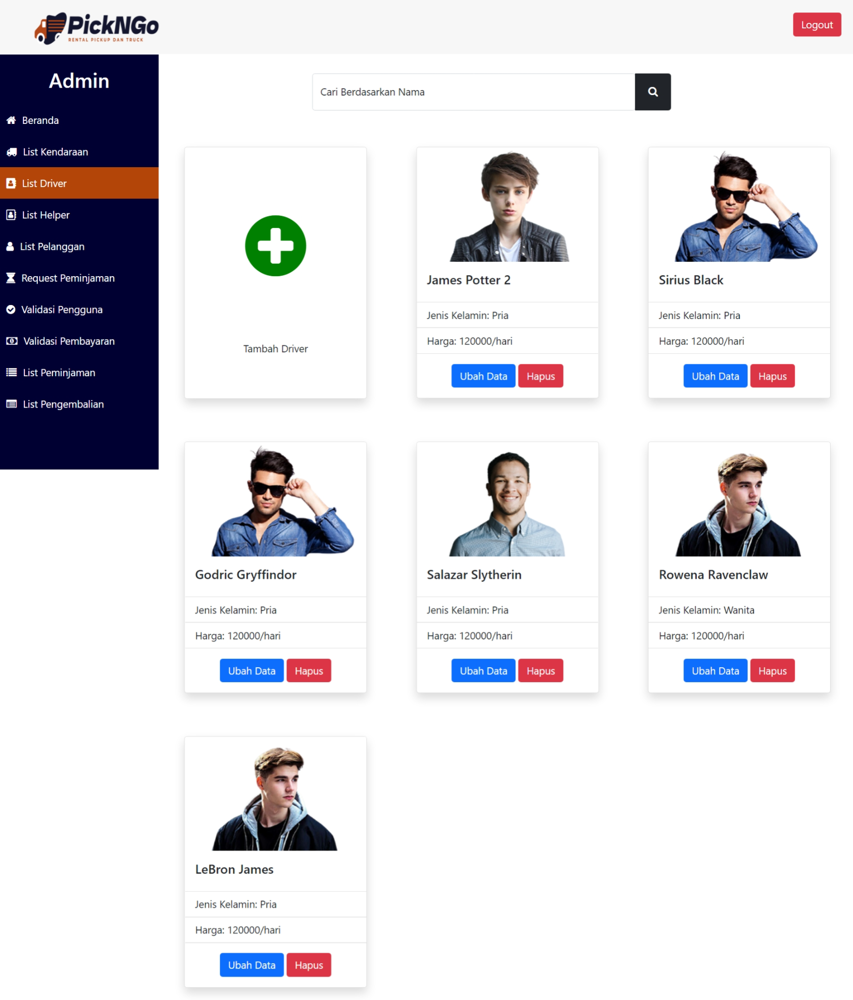 PickNGo
RENTAL PICKUP DAN TRUCK
Logout
Admin
Beranda
List Kendaraan
List Driver
List Helper
List Pelanggan
Request Peminjaman
Validasi Pengguna
Validasi Pembayaran
List Peminjaman
List Pengembalian
Cari Berdasarkan Nama
Tambah Driver
James Potter 2
Jenis Kelamin: Pria
Harga: 120000/hari
Ubah Data Hapus
Sirius Black
Jenis Kelamin: Pria
Harga: 120000/hari
Ubah Data Hapus
Godric Gryffindor
Jenis Kelamin: Pria
Harga: 120000/hari
Ubah Data Hapus
Salazar Slytherin
Jenis Kelamin: Pria
Harga: 120000/hari
Ubah Data Hapus
Rowena Ravenclaw
Jenis Kelamin: Wanita
Harga: 120000/hari
Ubah Data Hapus
LeBron James
Jenis Kelamin: Pria
Harga: 120000/hari
Ubah Data Hapus